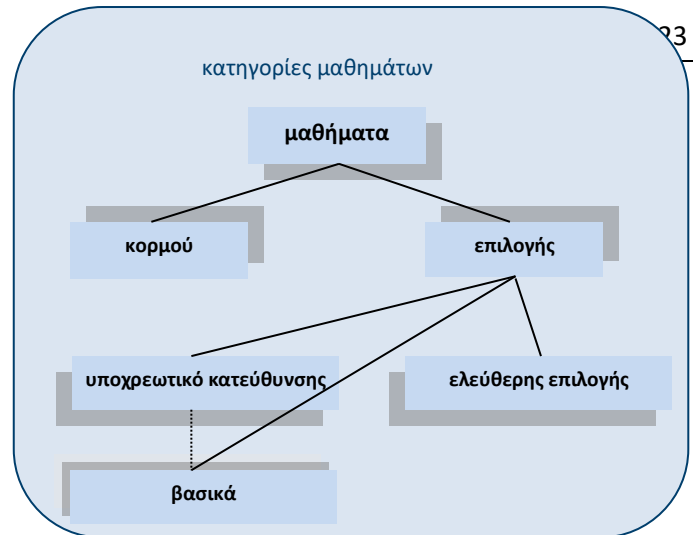 23
κατηγορίες μαθημάτων
μαθήματα
κορμού
επιλογής
υποχρεωτικό κατεύθυνσης
ελεύθερης επιλογής
βασικά